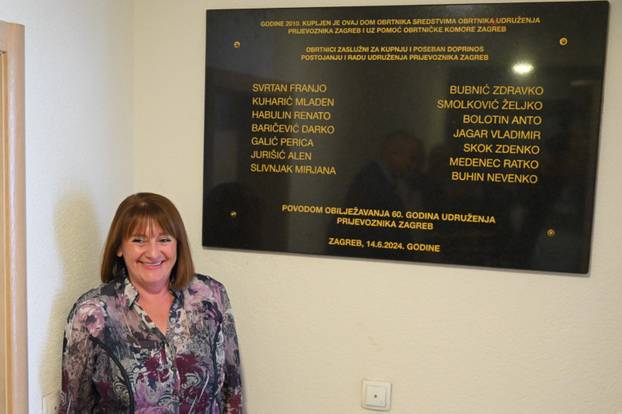 GODINE 2010. KUPLJEN JE OVAJ DOM OBRTNIKA SREDSTVIMA OBRTNIKA UDRUŽENJA
PRIJEVOZNIKA ZAGREB I UZ POMOĆ OBRTNIČKE KOMORE ZAGREB
OBRTNICI ZASLUŽNI ZA KUPNJU I POSEBAN DOPRINOS
POSTOJANJU I RADU UDRUŽENJA PRIJEVOZNIKA ZAGREB
SVRTAN FRANJO
KUHARIĆ MLADEN
HABULIN RENATO
BARIČEVIĆ DARKO
GALIĆ PERICA
JURIŠIĆ ALEN
SLIVNJAK MIRJANA
BUBNIĆ ZDRAVKO
SMOLKOVIĆ ŽELJKO
BOLOTIN ANTO
JAGAR VLADIMIR
SKOK ZDENKO
MEDENEC RATKO
BUHIN NEVENKO
POVODOM OBILJEŽAVANJA 60. GODINA UDRUŽENJA
PRIJEVOZNIKA ZAGREB
ZAGREB, 14.6.2024. GODINE